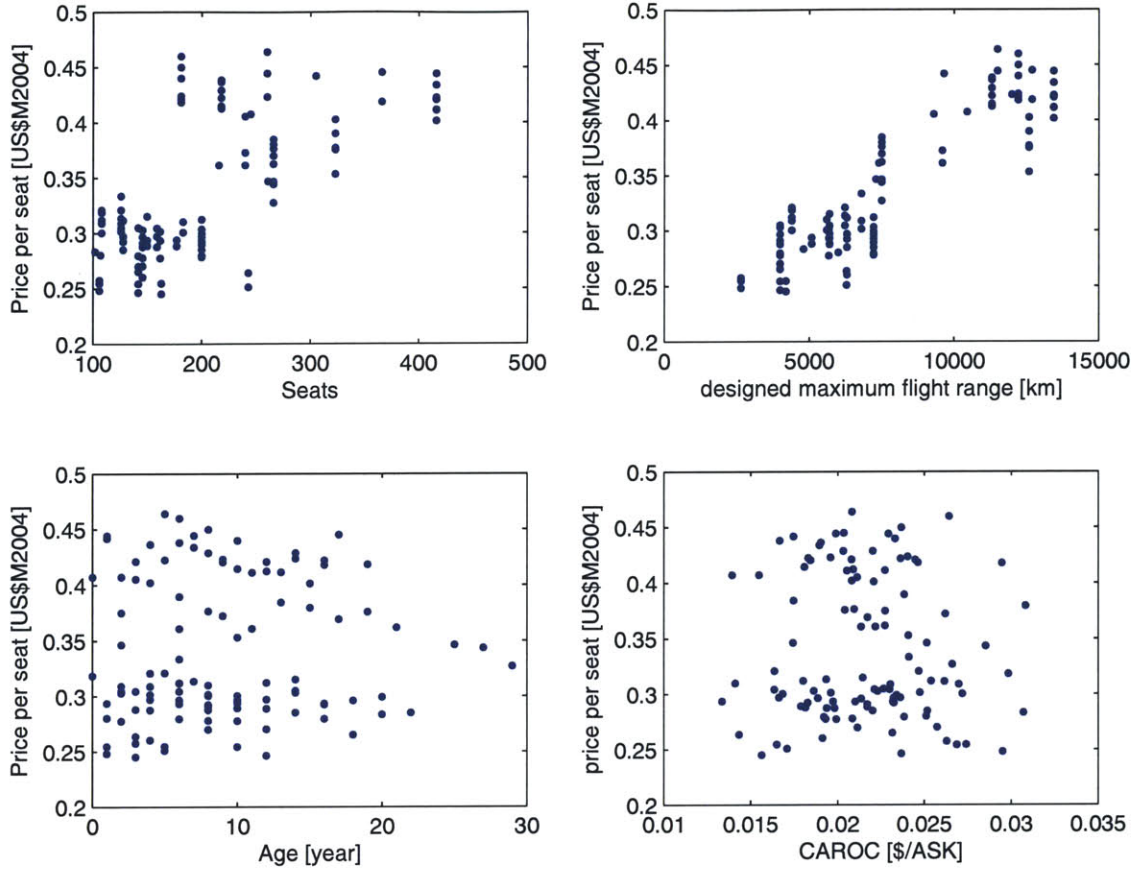 0.5
0.45
0.4
0.35
0.3
0.25
0.2
100 200 300 400 500
Seats
Price per seat [US$M2004]
0.5
0.45
0.4
0.35
0.3
0.25
0.2
0 5000 10000 15000
designed maximum flight range [km]
Price per seat [US$M2004]
0.5
0.45
0.4
0.35
0.3
0.25
0.2
0 10 20 30
Age [year]
Price per seat [US$M2004]
0.5
0.45
0.4
0.35
0.3
0.25
0.2
0.01 0.015 0.02 0.025 0.03 0.035
CAROC [$/ASK]
price per seat [US$M2004]